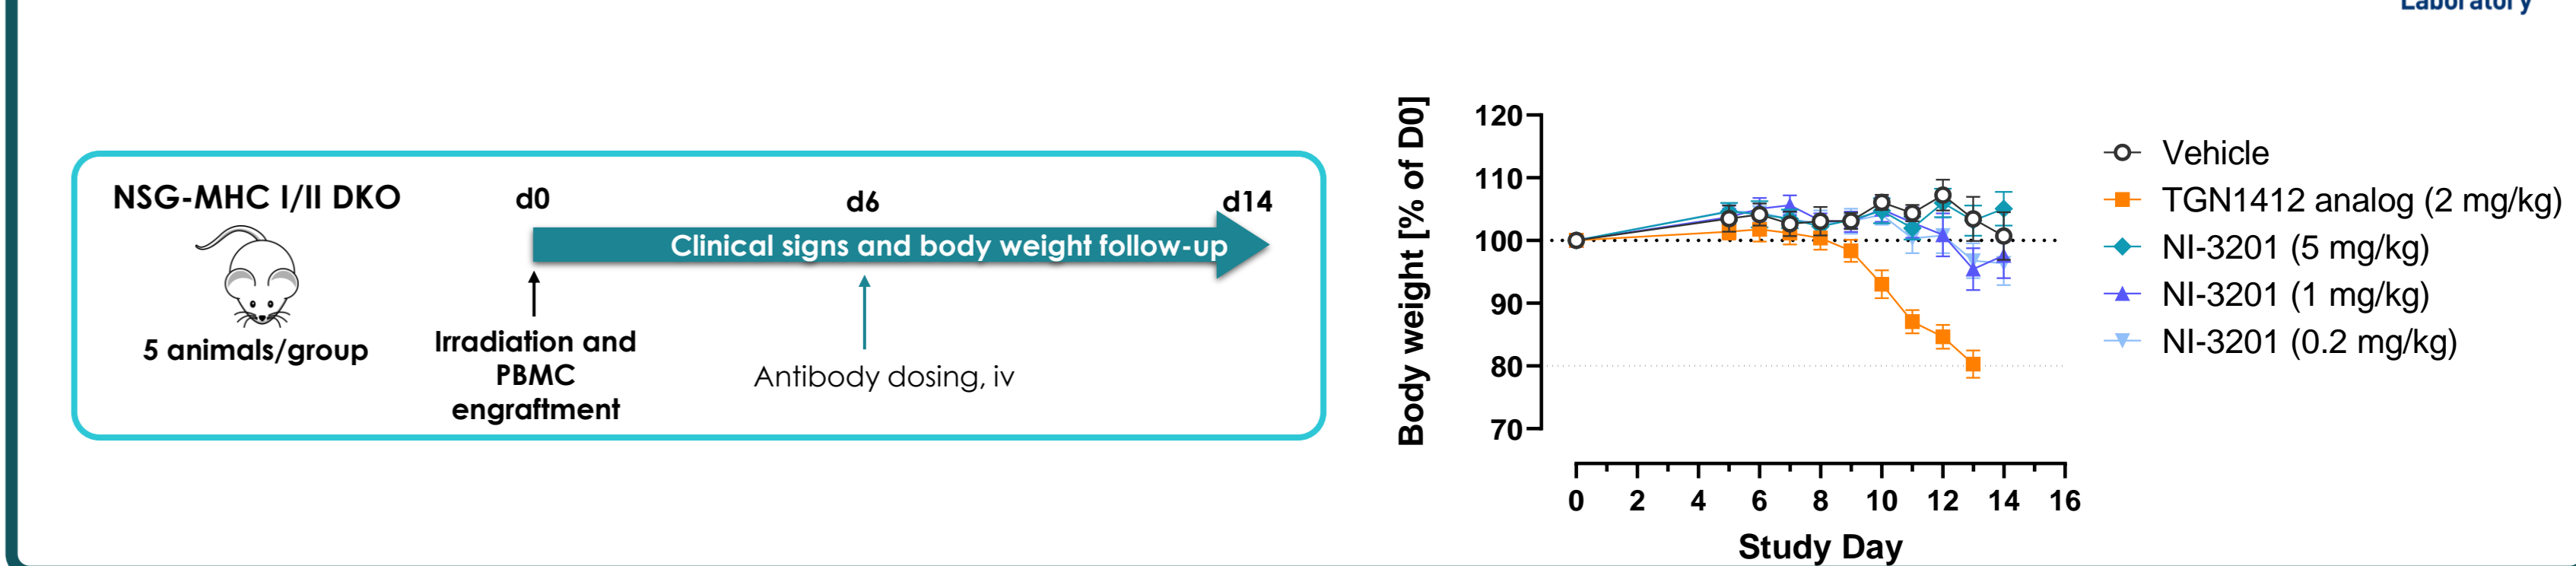 Laboratory
NSG-MHC I/II DKO
5 animals/group
d0
d6
d14
Clinical signs and body weight follow-up
Irradiation and
PBMC
engraftment
Antibody dosing, iv
Body weight [% of D0]
120
110
100
90
80
70
0 2 4 6 8 10 12 14 16
Study Day
Vehicle
TGN1412 analog (2 mg/kg)
NI-3201 (5 mg/kg)
NI-3201 (1 mg/kg)
NI-3201 (0.2 mg/kg)